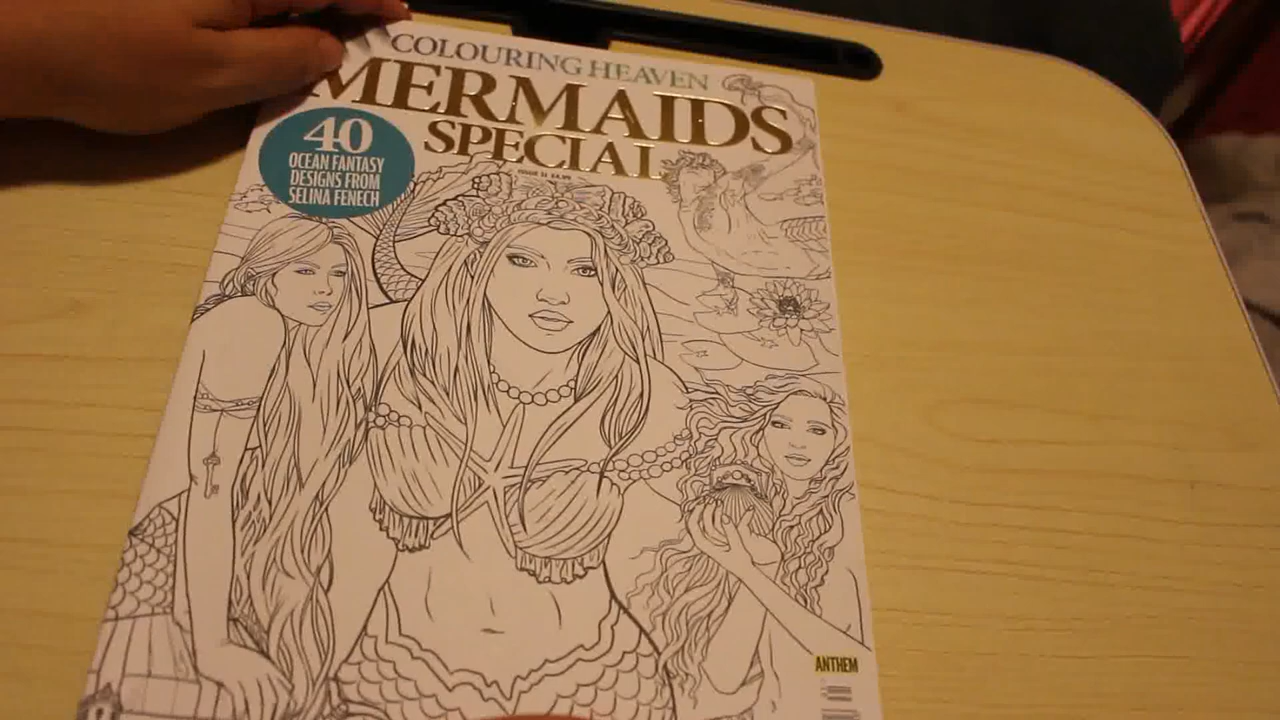 COLOURING HEAVEN
MERMAIDS
SPECIAL
40
OCEAN FANTASY
DESIGNS FROM
SELINA FENECH
ANTHEM